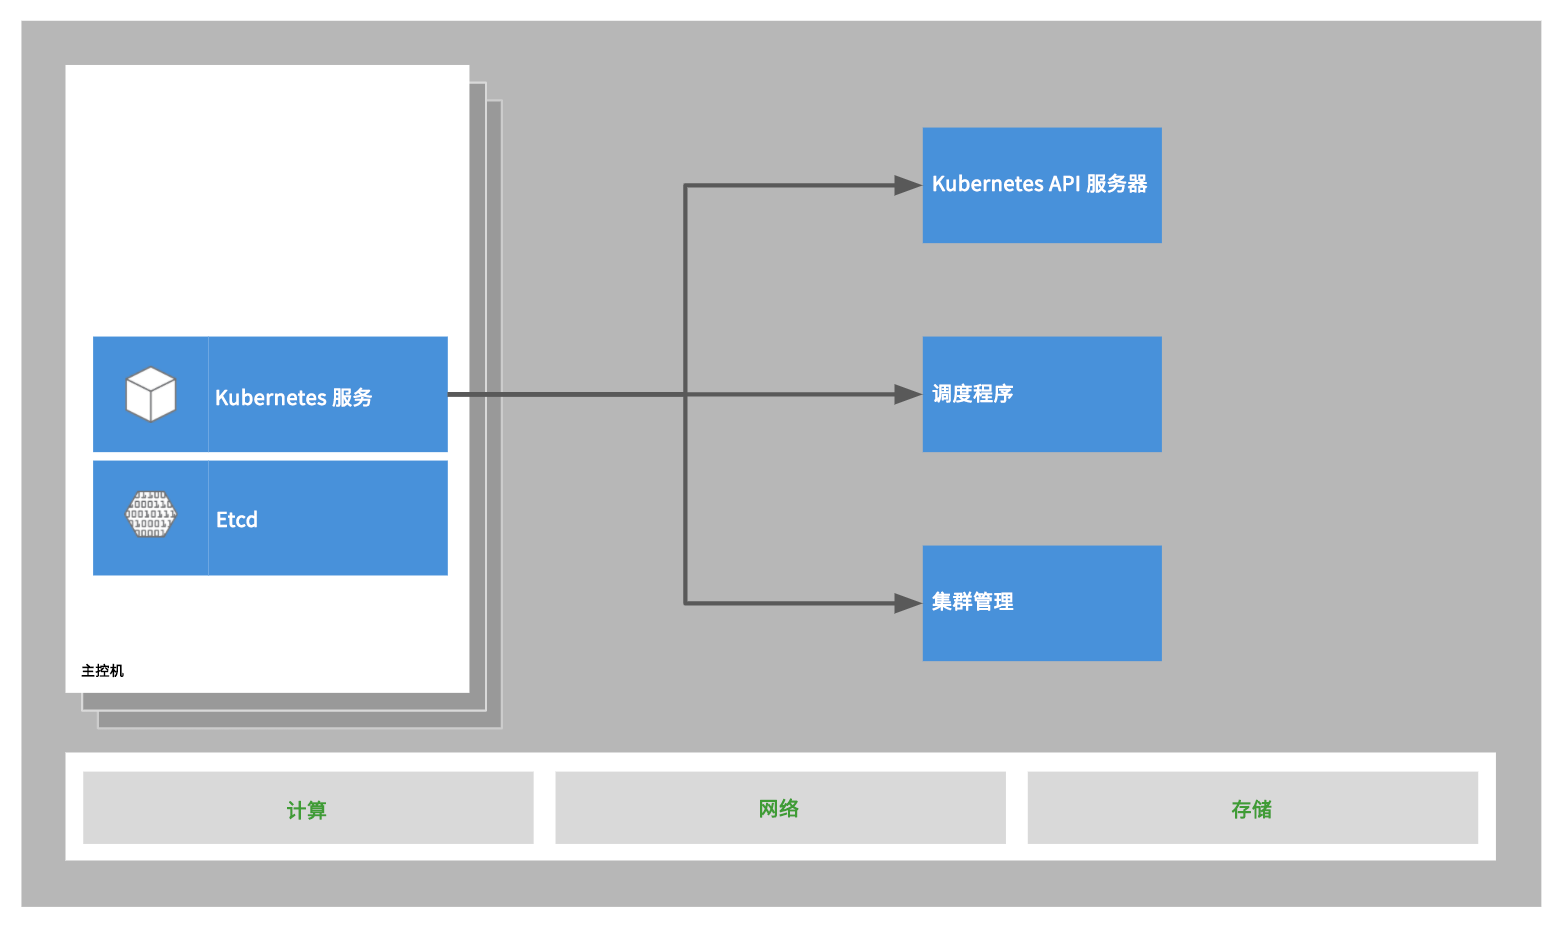 Kubernetes API 服务器
Kubernetes 服务
调度程序
Etcd
集群管理
主控机
计算
网络
存储